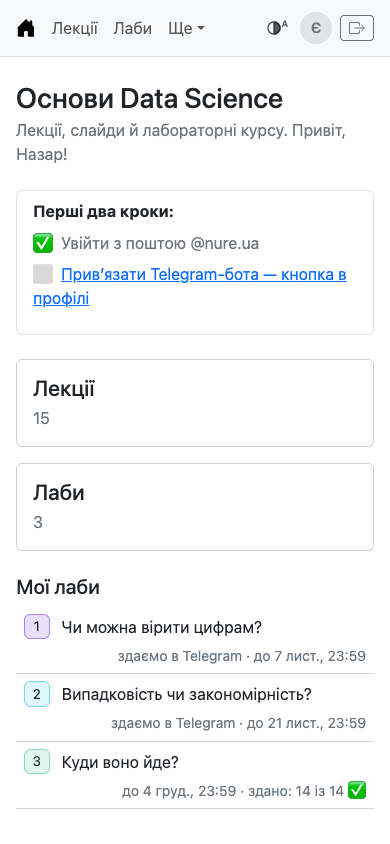 Лекції Лаби Ще A Є
Основи Data Science
Лекції, слайди й лабораторні курсу. Привіт,
Назар!
Перші два кроки:
✅ Увійти з поштою @nure.ua
Прив’язати Telegram-бота — кнопка в
профілі
Лекції
15
Лаби
3
Мої лаби
1 Чи можна вірити цифрам?
здаємо в Telegram · до 7 лист., 23:59
2 Випадковість чи закономірність?
здаємо в Telegram · до 21 лист., 23:59
3 Куди воно йде?
до 4 груд., 23:59 · здано: 14 із 14 ✅